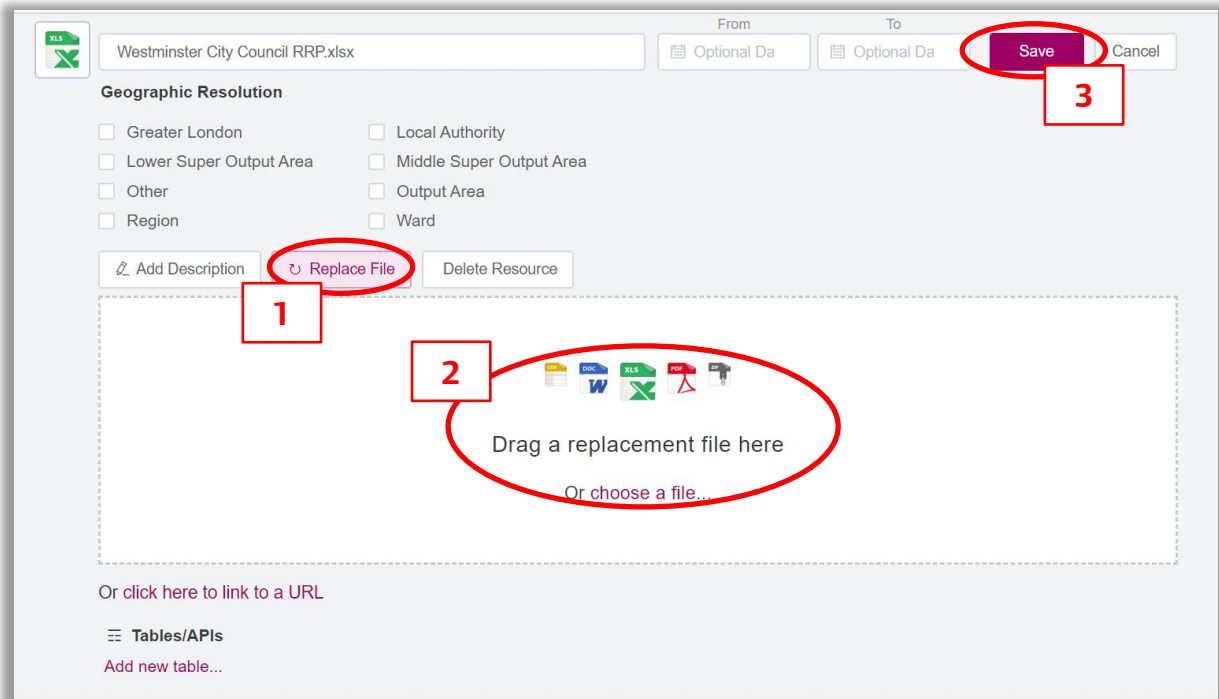 From To
XLS Westminster City Council RRP.xlsx Optional Da Optional Da Save Cancel
3
Geographic Resolution
Greater London Local Authority
Lower Super Output Area Middle Super Output Area
Other Output Area
Region Ward
Add Description Replace File Delete Resource
1
2
CSV DOC XLS PDF ZIP
Drag a replacement file here
Or choose a file...
Or click here to link to a URL
Tables/APIs
Add new table...